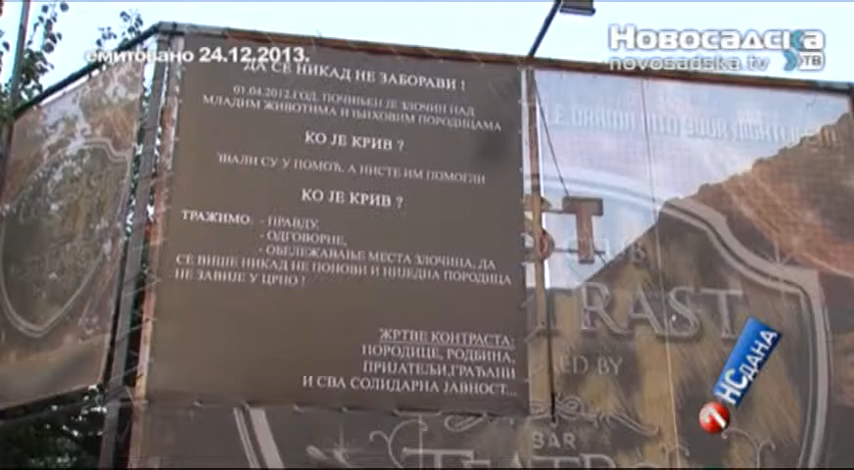 емитовано 24.12.2013.
НОВОСАДСКА
novosadska.tv
ТВ
ДА СЕ НИКАД НЕ ЗАБОРАВИ !
01.04.2012.ГОД. ПОЧИЊЕН ЈЕ ЗЛОЧИН НАД
МЛАДИМ ЖИВОТИМА И ЊИХОВИМ ПОРОДИЦАМА
КО ЈЕ КРИВ ?
ЗВАЛИ СУ У ПОМОЋ, А НИСТЕ ИМ ПОМОГЛИ
КО ЈЕ КРИВ ?
ТРАЖИМО: - ПРАВДУ,
- ОДГОВОРНЕ,
- ОБЕЛЕЖАВАЊЕ МЕСТА ЗЛОЧИНА, ДА
СЕ ВИШЕ НИКАД НЕ ПОНОВИ И НИЈЕДНА ПОРОДИЦА
НЕ ЗАВИЈЕ У ЦРНО !
ЖРТВЕ КОНТРАСТА:
ПОРОДИЦЕ, РОДБИНА,
ПРИЈАТЕЉИ,ГРАЂАНИ
И СВА СОЛИДАРНА ЈАВНОСТ...
ST
TRAST
BY
BAR
НСДАНА
1